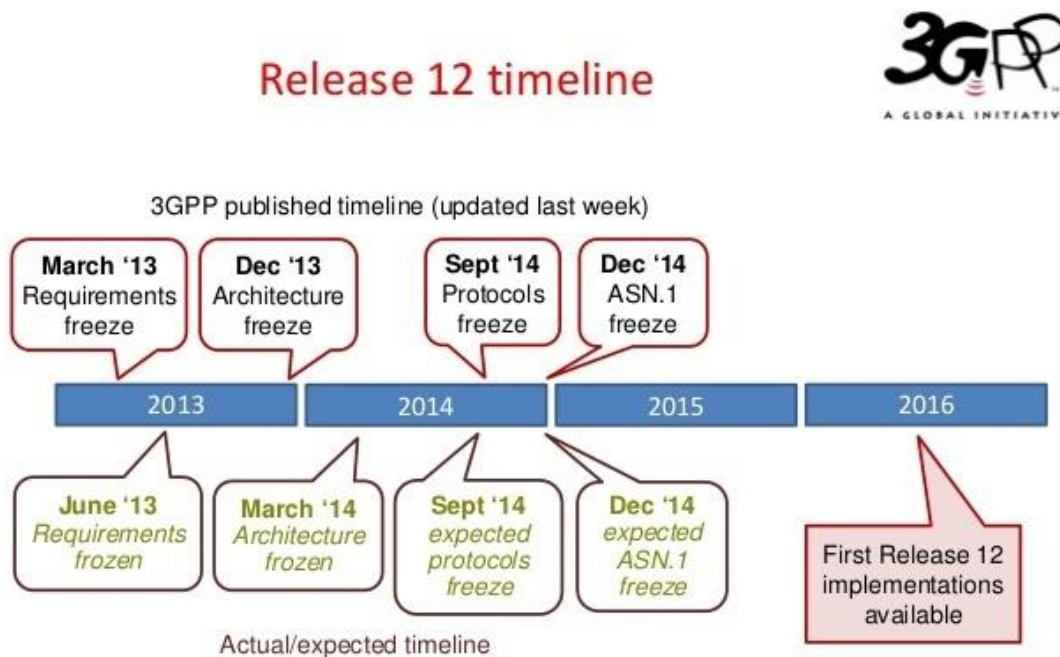 Release 12 timeline
3GPP
A GLOBAL INITIATIV
3GPP published timeline (updated last week)
March ‘13
Requirements
freeze
Dec ‘13
Architecture
freeze
Sept ‘14
Protocols
freeze
Dec ‘14
ASN.1
freeze
2013
2014
2015
2016
June ‘13
Requirements
frozen
March ‘14
Architecture
frozen
Sept ‘14
expected
protocols
freeze
Dec ‘14
expected
ASN.1
freeze
First Release 12
implementations
available
Actual/expected timeline